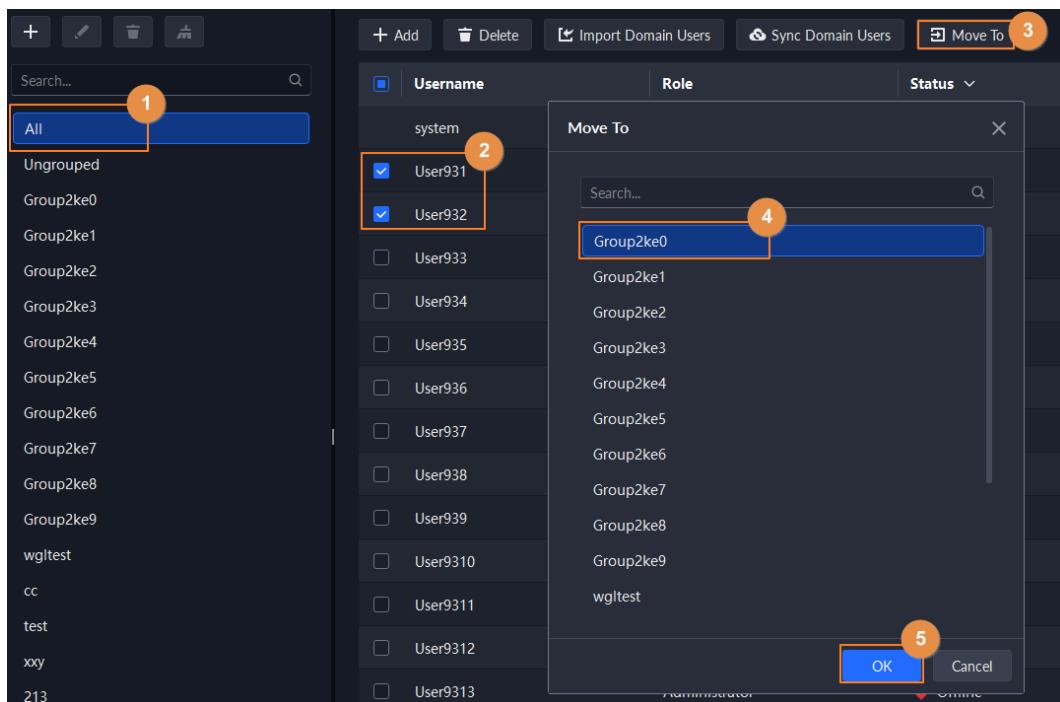 Search...
1
All
Ungrouped
Group2ke0
Group2ke1
Group2ke2
Group2ke3
Group2ke4
Group2ke5
Group2ke6
Group2ke7
Group2ke8
Group2ke9
wgltest
cc
test
xxy
213
Add Delete Import Domain Users Sync Domain Users Move To 3
Username Role Status
system
2
User931
User932
User933
User934
User935
User936
User937
User938
User939
User9310
User9311
User9312
User9313 Administrator Offline
Move To
Search...
4
Group2ke0
Group2ke1
Group2ke2
Group2ke3
Group2ke4
Group2ke5
Group2ke6
Group2ke7
Group2ke8
Group2ke9
wgltest
5
OK Cancel